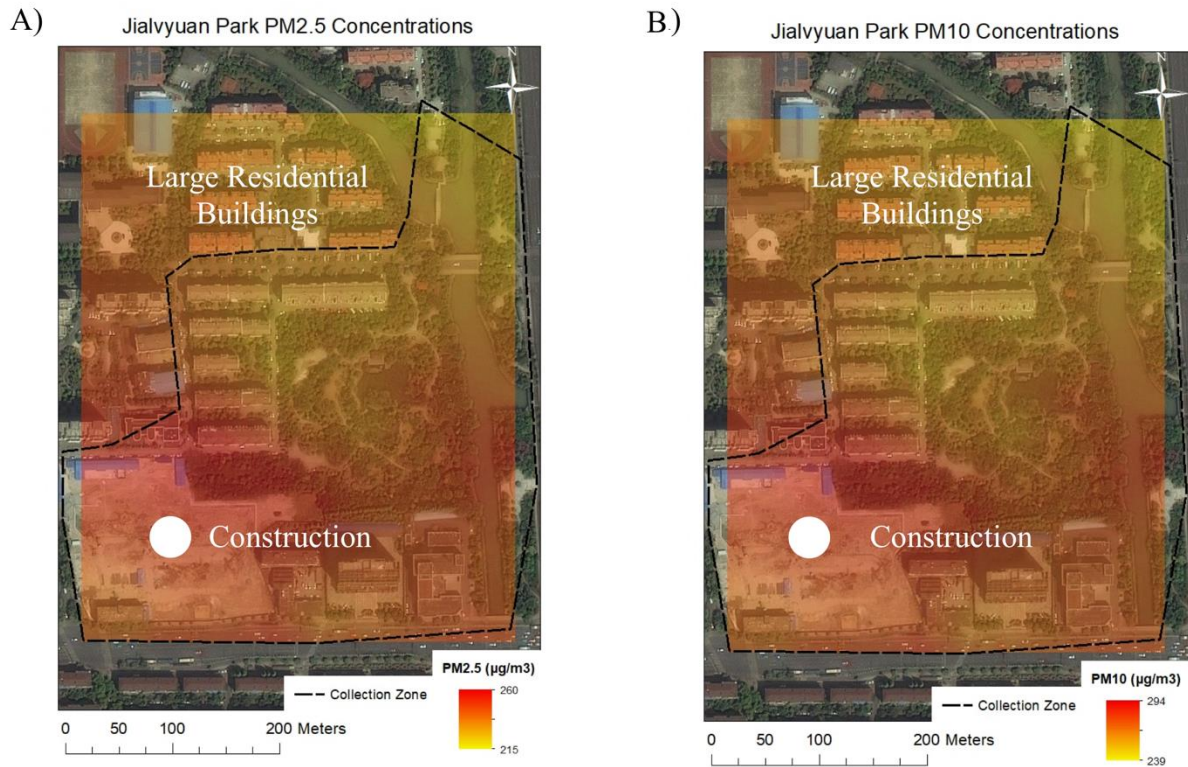 A)
Jialvyuan Park PM2.5 Concentrations
N
Large Residential
Buildings
Construction
PM2.5 (µg/m3)
260
215
Collection Zone
0 50 100 200 Meters
B)
Jialvyuan Park PM10 Concentrations
N
Large Residential
Buildings
Construction
PM10 (µg/m3)
294
239
Collection Zone
0 50 100 200 Meters